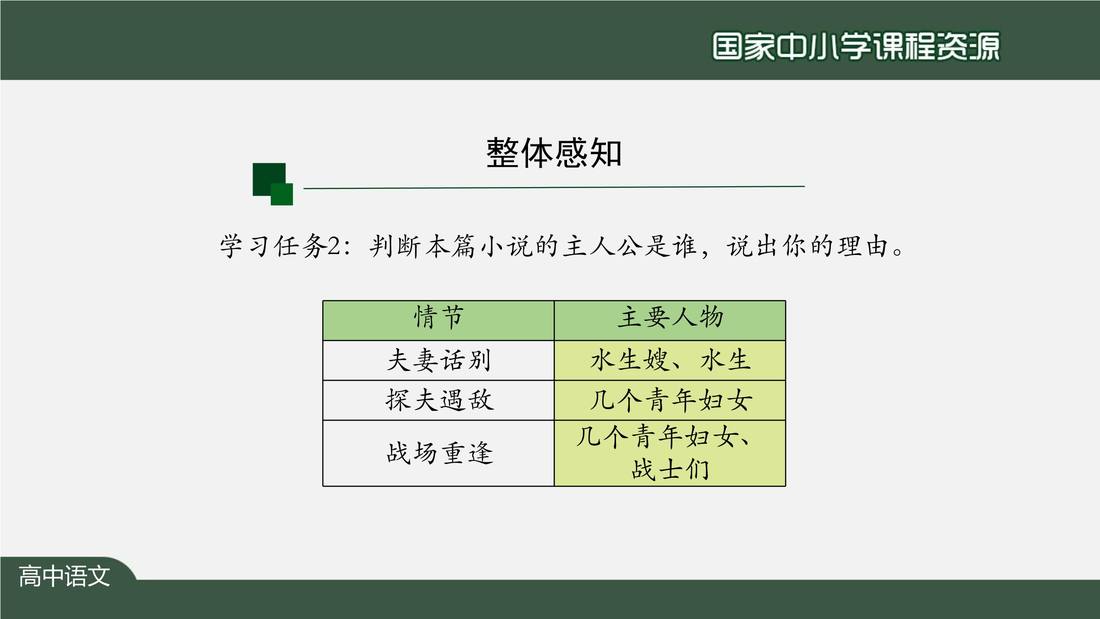 国家中小学课程资源
整体感知
学习任务2：判断本篇小说的主人公是谁，说出你的理由。
情节
主要人物
夫妻话别
水生嫂、水生
探夫遇敌
几个青年妇女
战场重逢
几个青年妇女、
战士们
高中语文